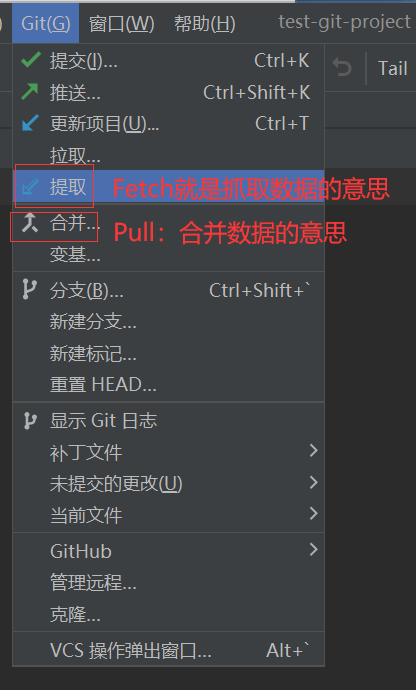 ) Git(G) 窗口(W) 帮助(H) test-git-project
提交(I)... Ctrl+K
Tail
推送... Ctrl+Shift+K
更新项目(U)... Ctrl+T
拉取...
提取 Fetch就是抓取数据的意思
合并... Pull：合并数据的意思
变基...
分支(B)... Ctrl+Shift+`
新建分支...
新建标记...
重置 HEAD...
显示 Git 日志
补丁文件
未提交的更改(U)
当前文件
GitHub
管理远程...
克隆...
VCS 操作弹出窗口... Alt+`